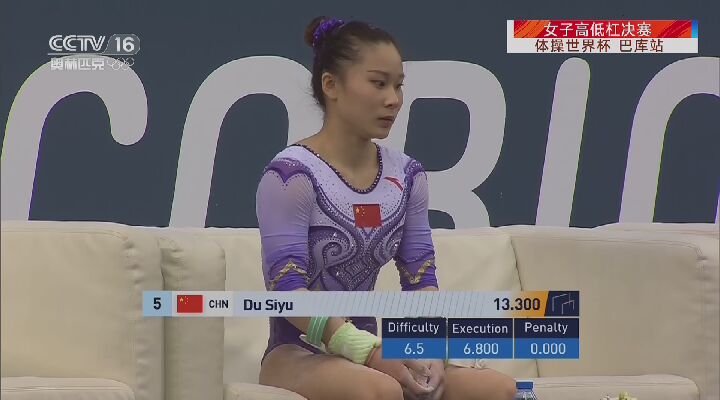 CCTV 16
奥林匹克
女子高低杠决赛
体操世界杯 巴库站
COBIO
5 CHN Du Siyu 13.300
Difficulty Execution Penalty
6.5 6.800 0.000